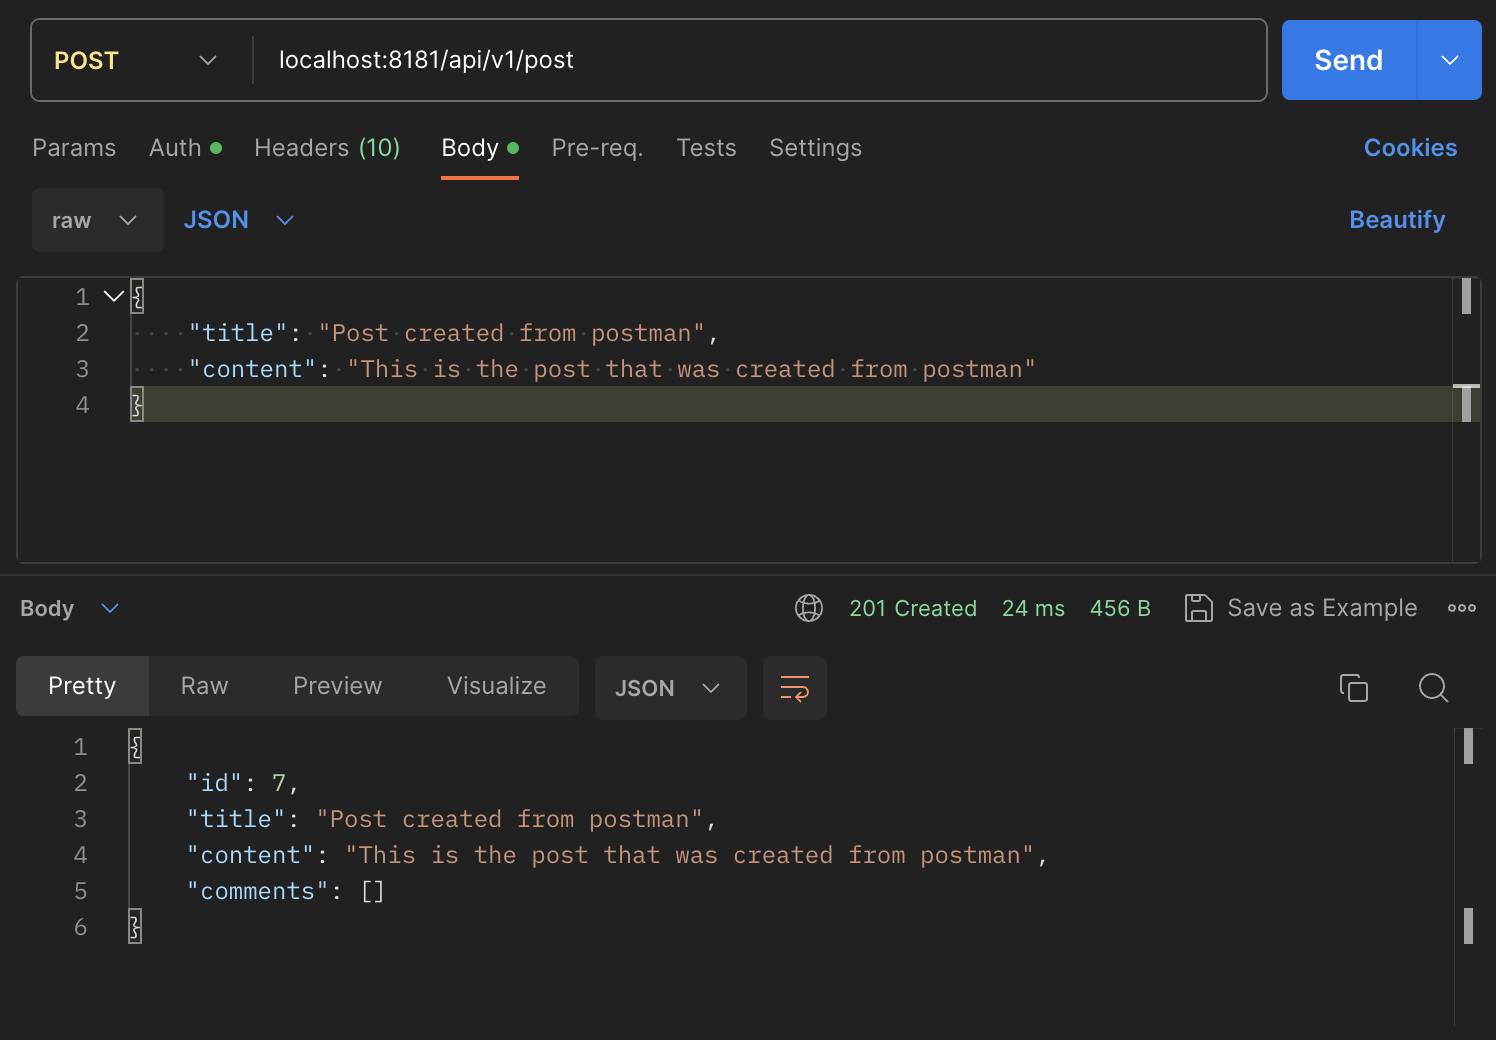 POST localhost:8181/api/v1/post Send
Params Auth Headers (10) Body Pre-req. Tests Settings Cookies
raw JSON Beautify
1 {
2 "title": "Post created from postman",
3 "content": "This is the post that was created from postman"
4 }
Body 201 Created 24 ms 456 B Save as Example
Pretty Raw Preview Visualize JSON
1 {
2 "id": 7,
3 "title": "Post created from postman",
4 "content": "This is the post that was created from postman",
5 "comments": []
6 }